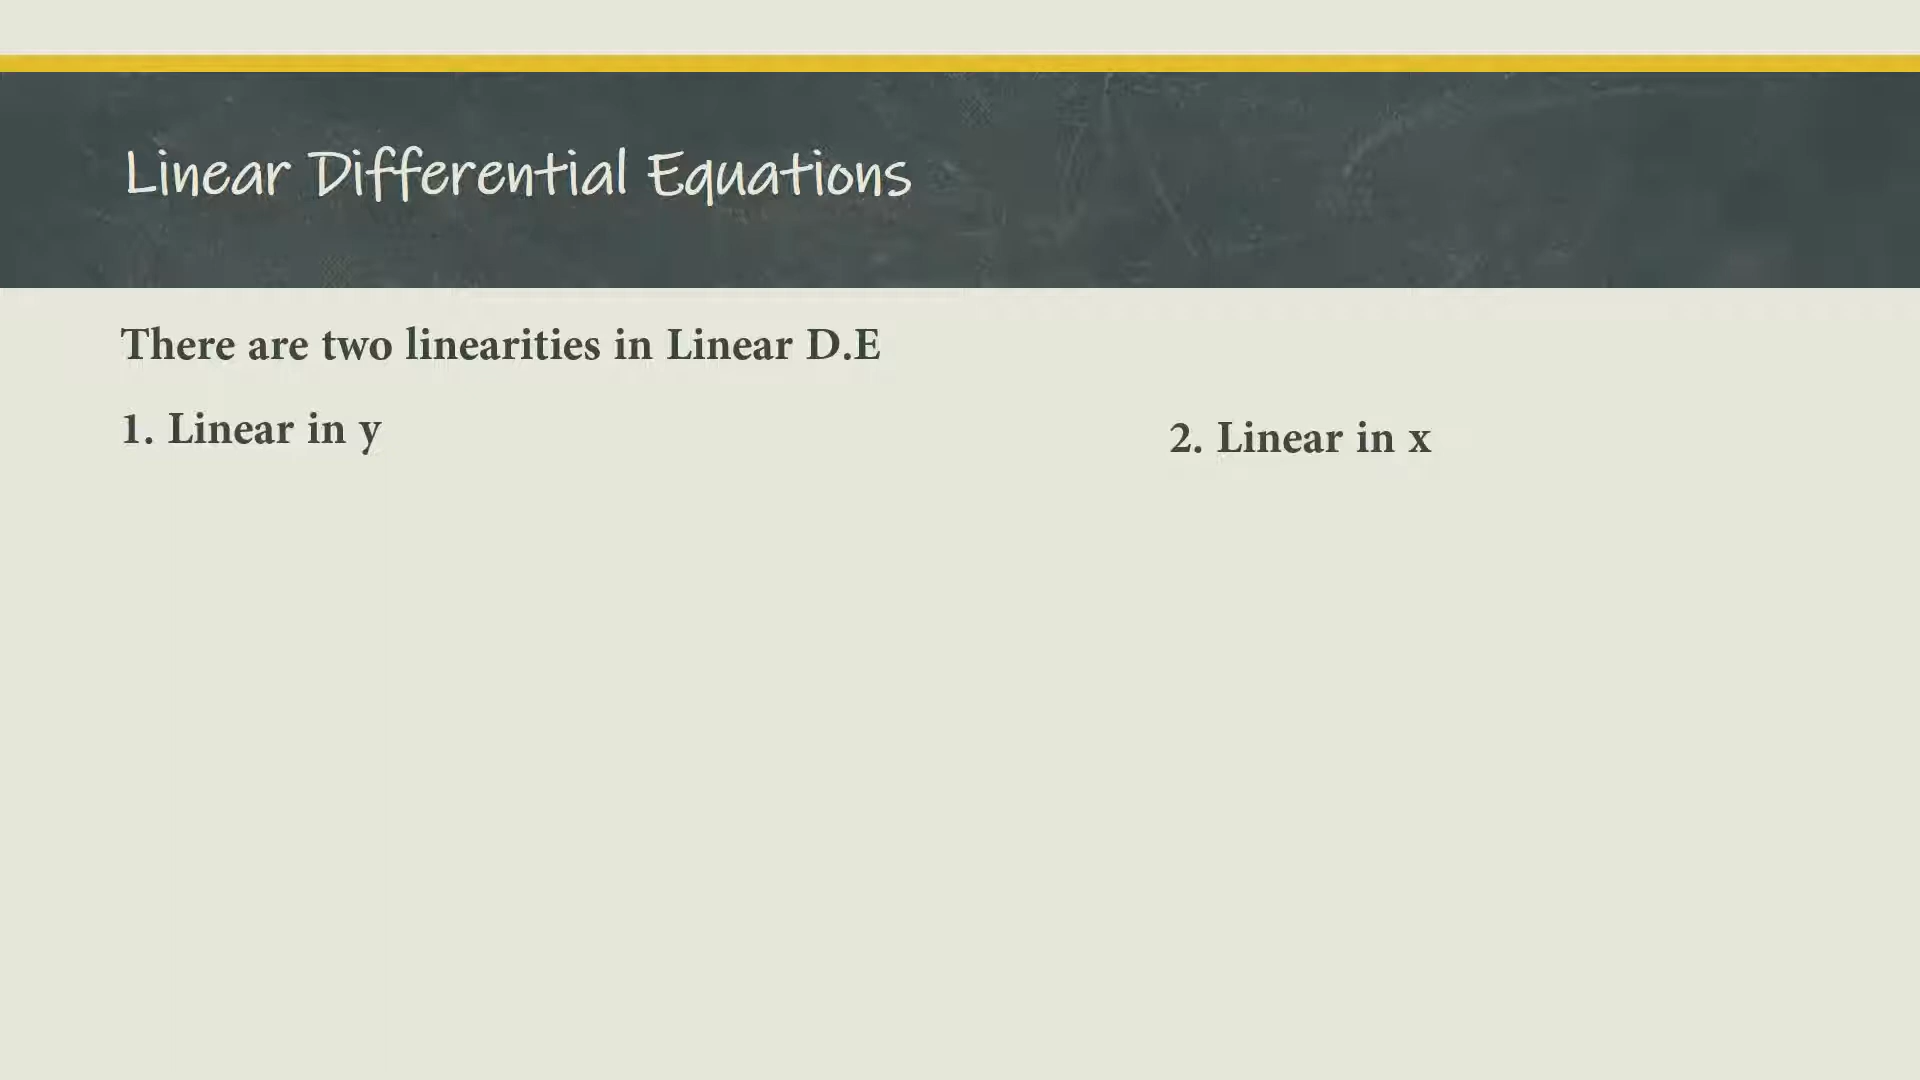 Linear Differential Equations
There are two linearities in Linear D.E
1. Linear in y
2. Linear in x